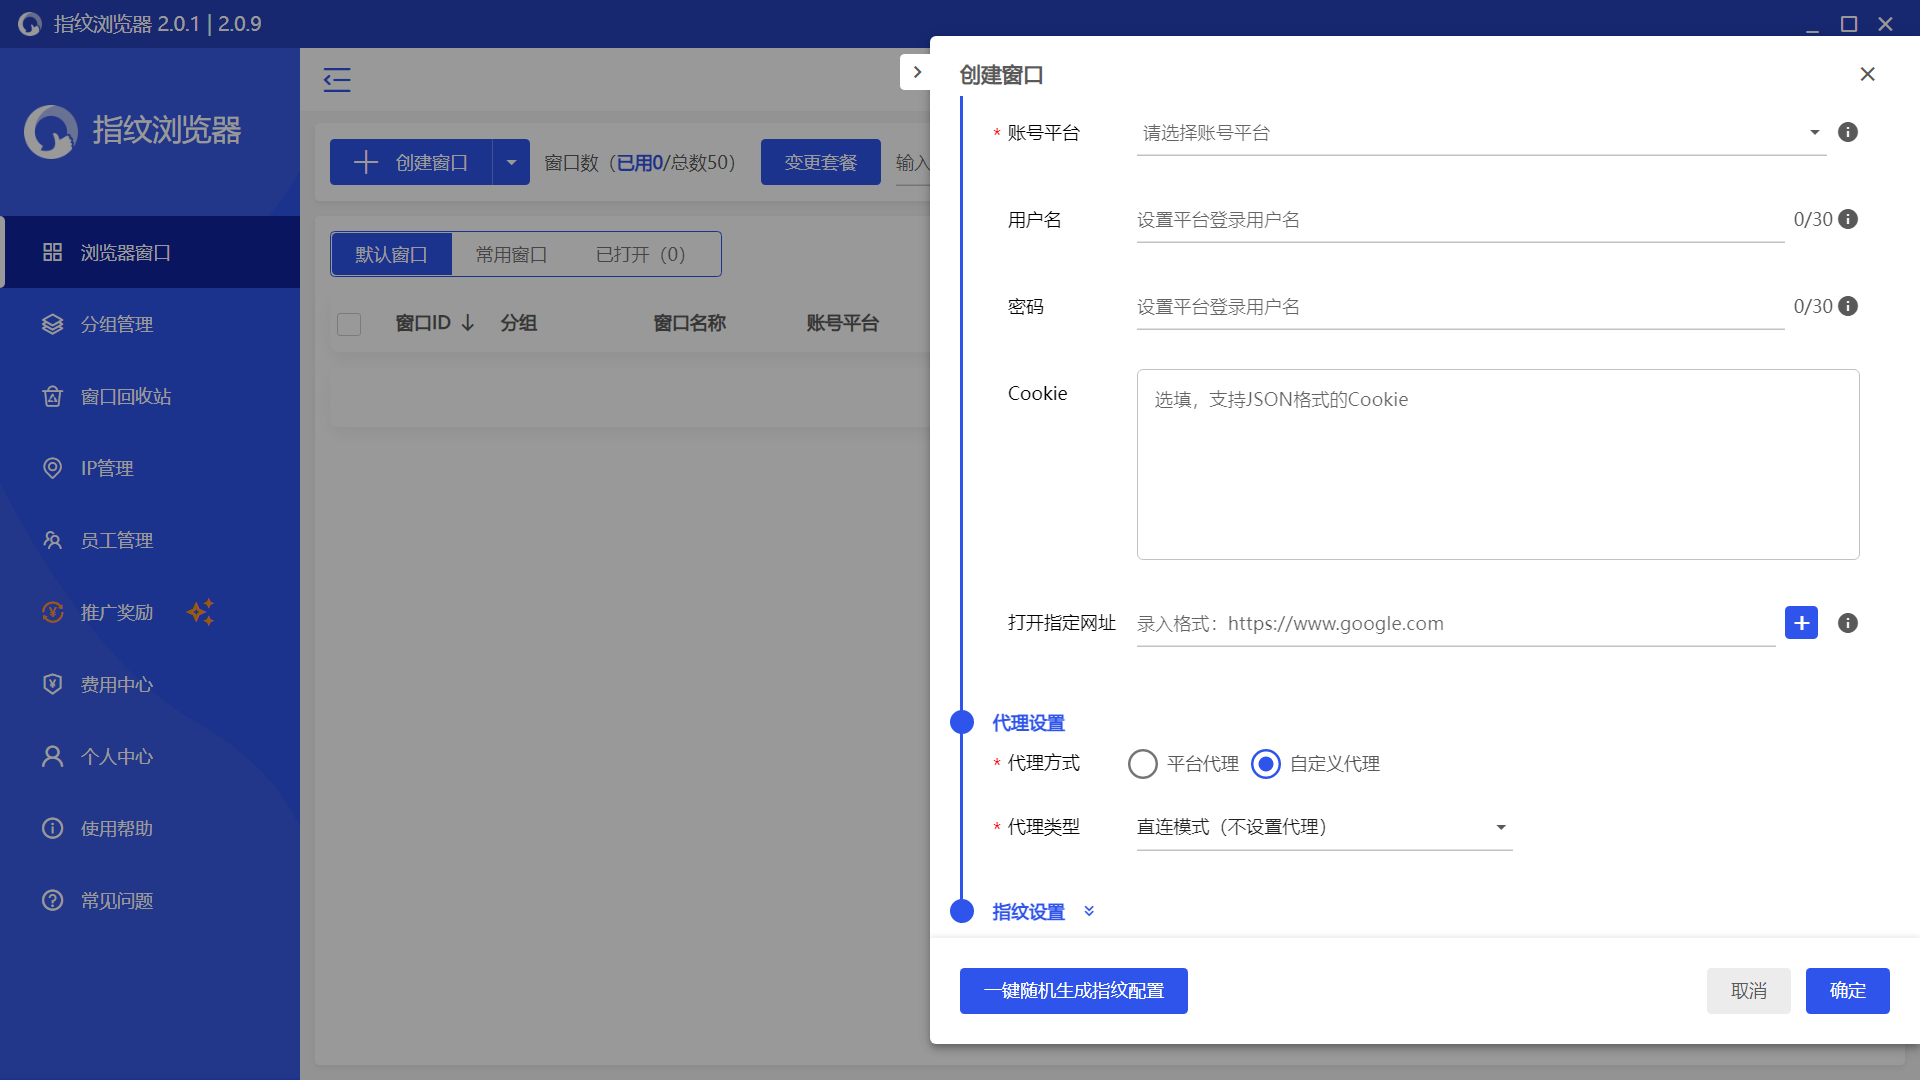 指纹浏览器 2.0.1 | 2.0.9
指纹浏览器
浏览器窗口
分组管理
窗口回收站
IP管理
员工管理
推广奖励
费用中心
个人中心
使用帮助
常见问题
创建窗口
窗口数（已用0/总数50）
变更套餐
输入
默认窗口
常用窗口
已打开（0）
窗口ID
分组
窗口名称
账号平台
创建窗口
* 账号平台
请选择账号平台
用户名
设置平台登录用户名
0/30
密码
设置平台登录用户名
0/30
Cookie
选填，支持JSON格式的Cookie
打开指定网址
录入格式：https://www.google.com
代理设置
* 代理方式
平台代理
自定义代理
* 代理类型
直连模式（不设置代理）
指纹设置
一键随机生成指纹配置
取消
确定